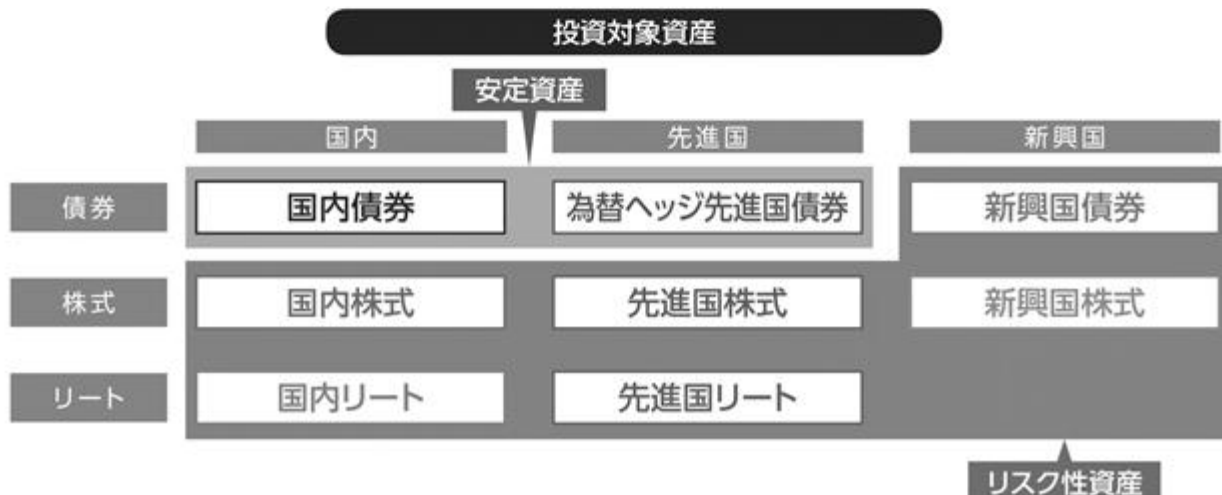 投資対象資産
安定資産
国内 先進国 新興国
債券 国内債券 為替ヘッジ先進国債券 新興国債券
株式 国内株式 先進国株式 新興国株式
リート 国内リート 先進国リート
リスク性資産